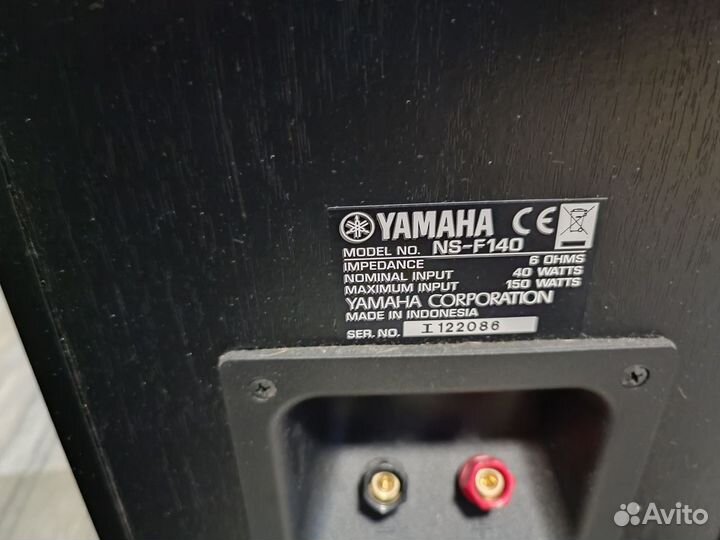 YAMAHA CE
MODEL NO. NS-F140
IMPEDANCE 6 OHMS
NOMINAL INPUT 40 WATTS
MAXIMUM INPUT 150 WATTS
YAMAHA CORPORATION
MADE IN INDONESIA
SER. NO. I122086
Avito